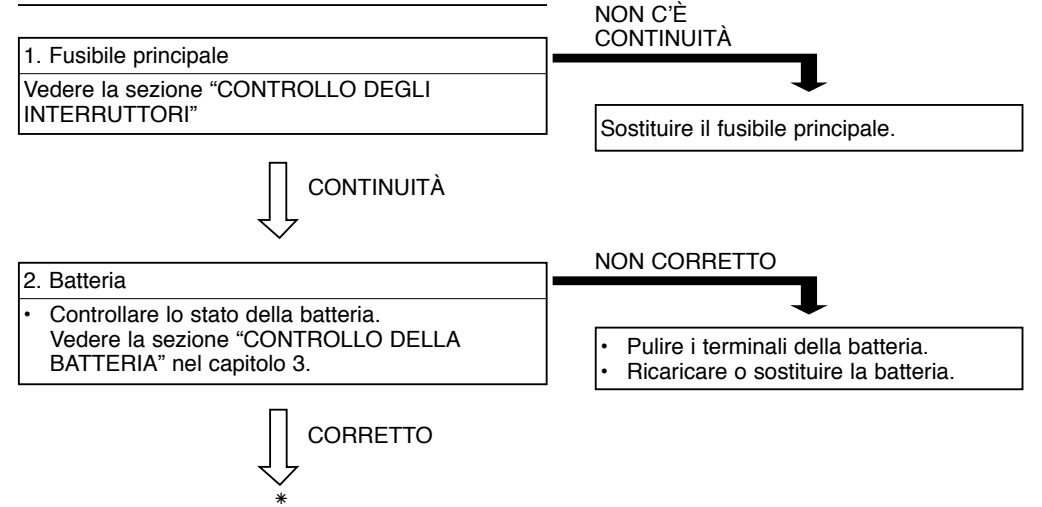 NON C'È
CONTINUITÀ
1. Fusibile principale
Vedere la sezione “CONTROLLO DEGLI
INTERRUTTORI”
Sostituire il fusibile principale.
CONTINUITÀ
NON CORRETTO
2. Batteria
• Controllare lo stato della batteria.
Vedere la sezione “CONTROLLO DELLA
BATTERIA” nel capitolo 3.
• Pulire i terminali della batteria.
• Ricaricare o sostituire la batteria.
CORRETTO
*